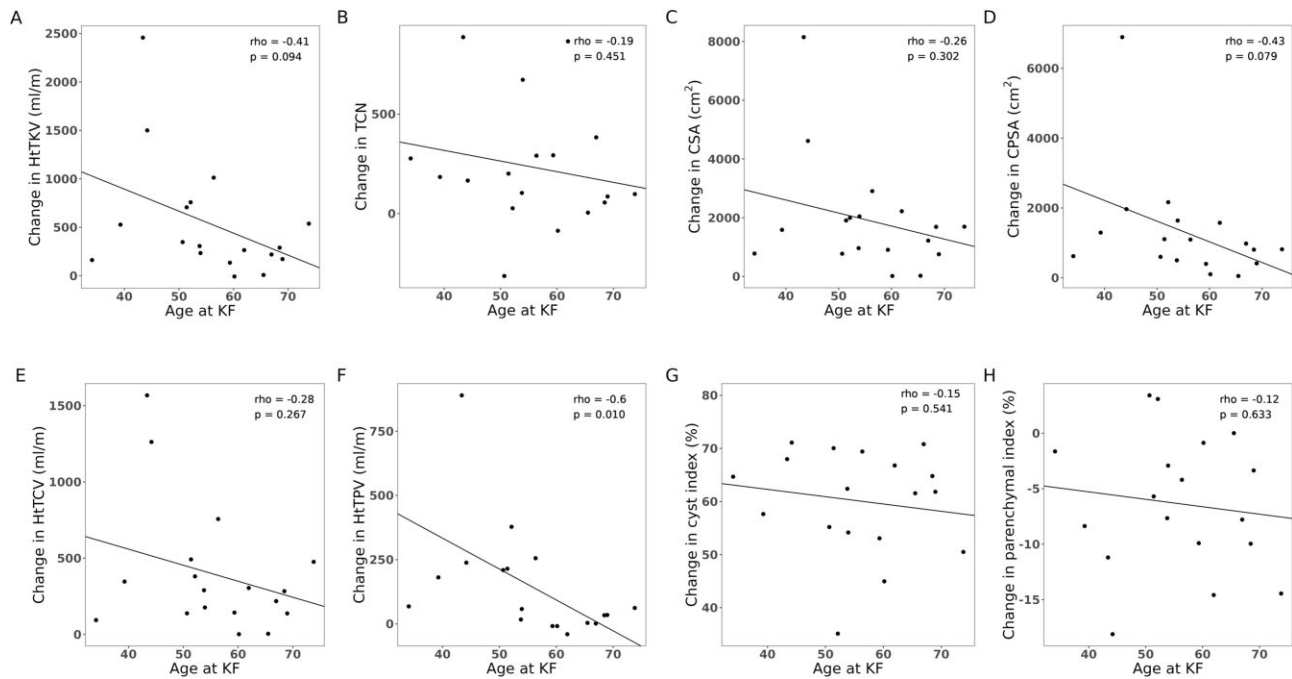 A
rho = -0.41
p = 0.094
Change in HtTKV (ml/m)
2500
2000
1500
1000
500
0
40 50 60 70
Age at KF
B
rho = -0.19
p = 0.451
Change in TCN
500
0
40 50 60 70
Age at KF
C
rho = -0.26
p = 0.302
Change in CSA (cm²)
8000
6000
4000
2000
0
40 50 60 70
Age at KF
D
rho = -0.43
p = 0.079
Change in CPSA (cm²)
6000
4000
2000
0
40 50 60 70
Age at KF
E
rho = -0.28
p = 0.267
Change in HtTCV (ml/m)
1500
1000
500
0
40 50 60 70
Age at KF
F
rho = -0.6
p = 0.010
Change in HtTPV (ml/m)
750
500
250
0
40 50 60 70
Age at KF
G
rho = -0.15
p = 0.541
Change in cyst index (%)
80
70
60
50
40
40 50 60 70
Age at KF
H
rho = -0.12
p = 0.633
Change in parenchymal index (%)
0
-5
-10
-15
40 50 60 70
Age at KF